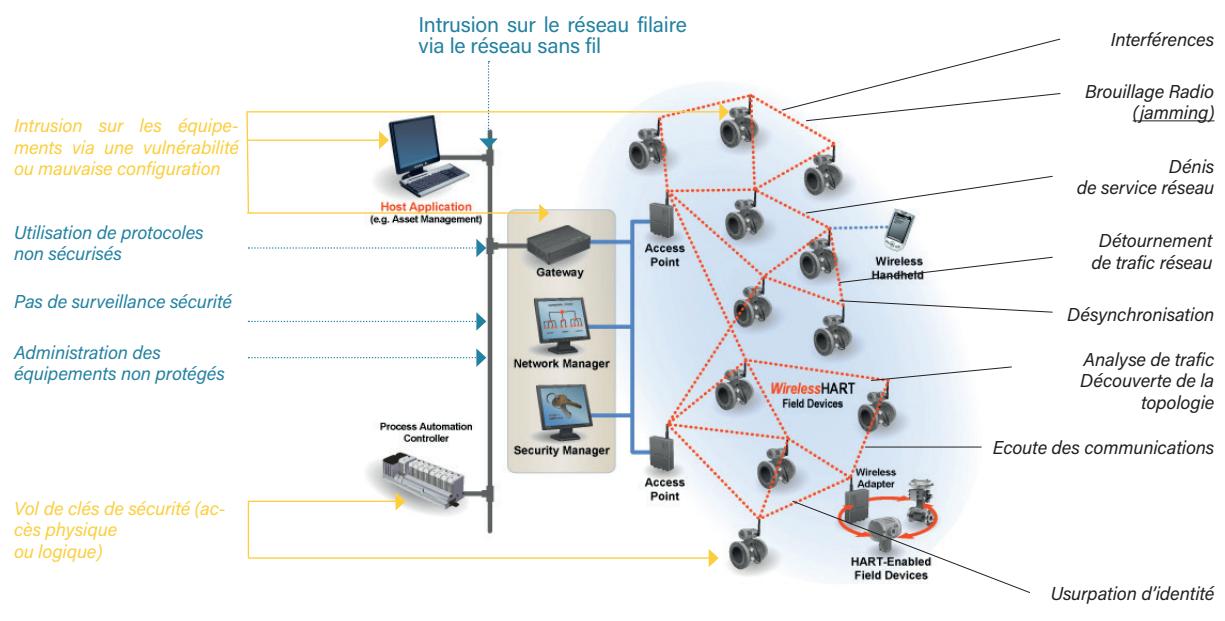 Intrusion sur le réseau filaire
via le réseau sans fil
Intrusion sur les équipe-
ments via une vulnérabilité
ou mauvaise configuration
Utilisation de protocoles
non sécurisés
Pas de surveillance sécurité
Administration des
équipements non protégés
Vol de clés de sécurité (ac-
cès physique
ou logique)
Host Application
(e.g. Asset Management)
Gateway
Network Manager
Security Manager
Process Automation
Controller
Access
Point
Access
Point
Wireless
Handheld
WirelessHART
Field Devices
Wireless
Adapter
HART-Enabled
Field Devices
Interférences
Brouillage Radio
(jamming)
Dénis
de service réseau
Détournement
de trafic réseau
Désynchronisation
Analyse de trafic
Découverte de la
topologie
Ecoute des communications
Usurpation d’identité